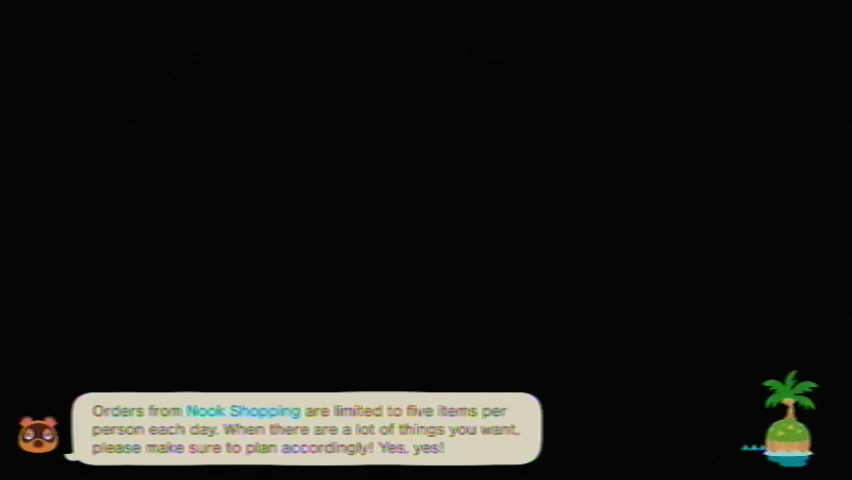 Orders from Nook Shopping are limited to five items per
person each day. When there are a lot of things you want,
please make sure to plan accordingly! Yes, yes!